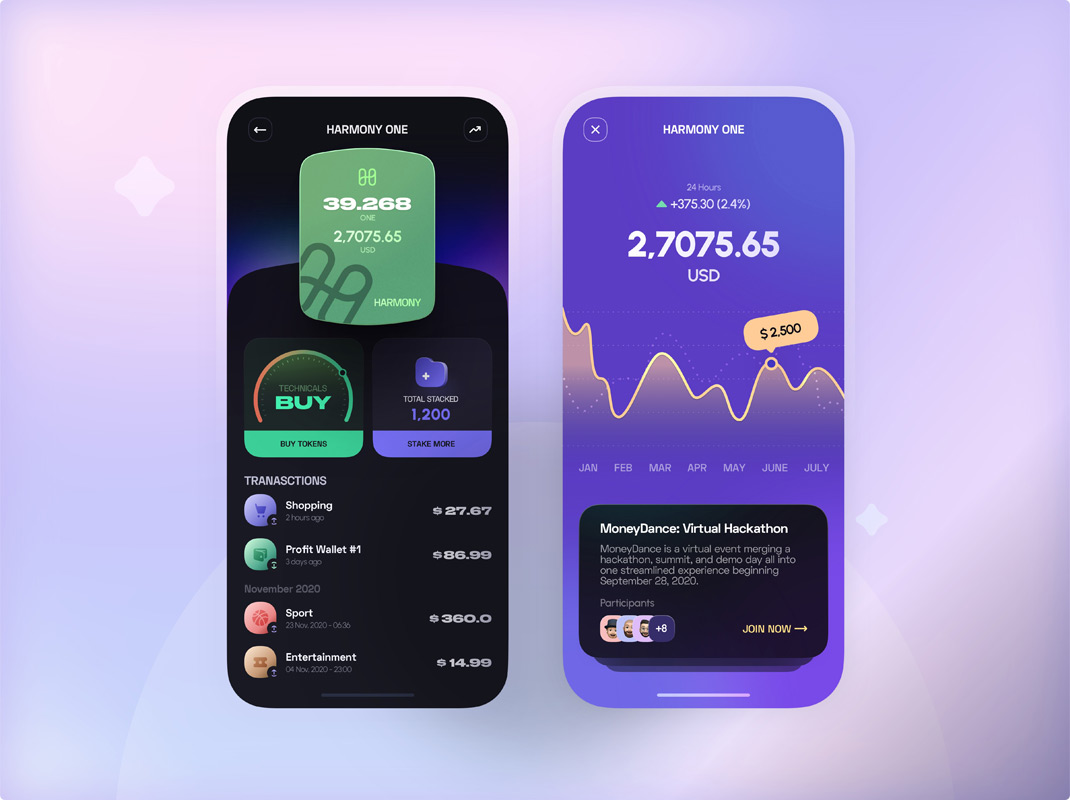 HARMONY ONE
39.268
ONE
2,7075.65
USD
HARMONY
TECHNICALS
BUY
BUY TOKENS
TOTAL STACKED
1,200
STAKE MORE
TRANASCTIONS
Shopping
2 hours ago
$ 27.67
Profit Wallet #1
3 days ago
$ 86.99
November 2020
Sport
23 Nov, 2020 - 06:36
$ 360.0
Entertainment
04 Nov, 2020 - 23:00
$ 14.99
HARMONY ONE
24 Hours
+375.30 (2.4%)
2,7075.65
USD
$ 2,500
JAN FEB MAR APR MAY JUNE JULY
MoneyDance: Virtual Hackathon
MoneyDance is a virtual event merging a
hackathon, summit, and demo day all into
one streamlined experience beginning
September 28, 2020.
Participants
+8
JOIN NOW →